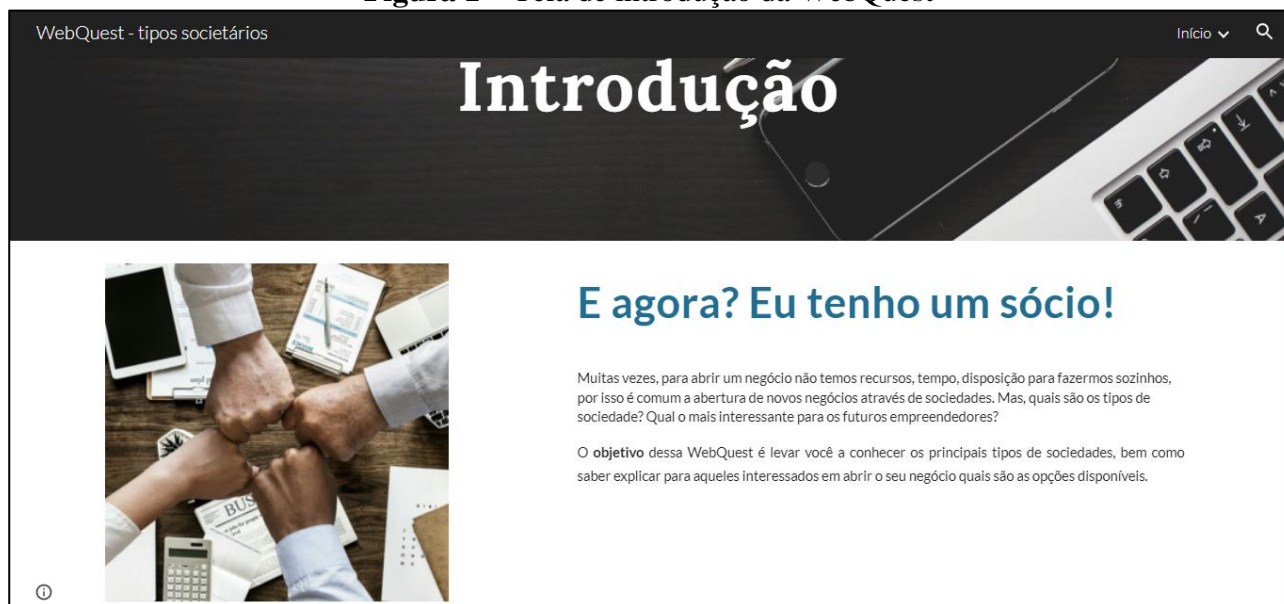 Figura 1 – Tela de introdução da WebQuest
WebQuest - tipos societários
Início
Introdução
E agora? Eu tenho um sócio!
Muitas vezes, para abrir um negócio não temos recursos, tempo, disposição para fazermos sozinhos,
por isso é comum a abertura de novos negócios através de sociedades. Mas, quais são os tipos de
sociedade? Qual o mais interessante para os futuros empreendedores?
O objetivo dessa WebQuest é levar você a conhecer os principais tipos de sociedades, bem como
saber explicar para aqueles interessados em abrir o seu negócio quais são as opções disponíveis.